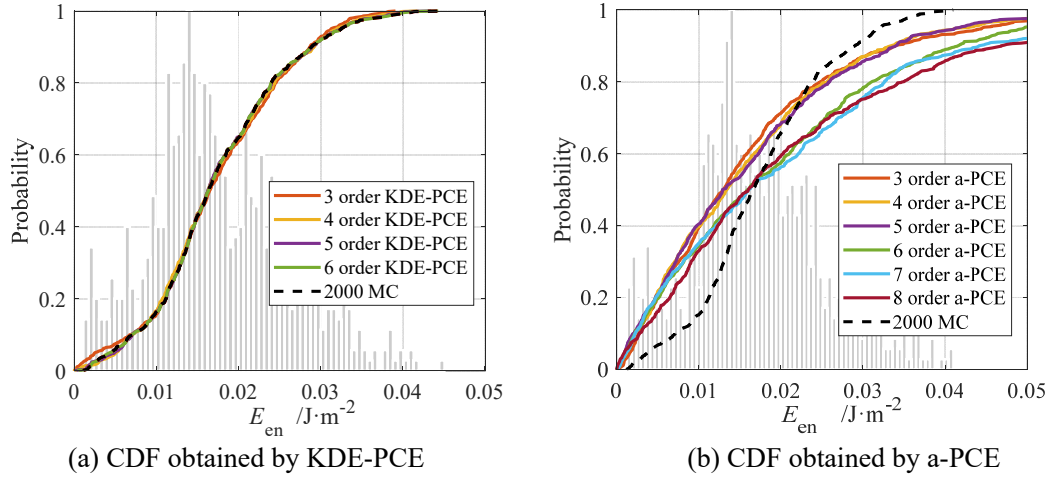 1
0.8
0.6
0.4
0.2
0
Probability
3 order KDE-PCE
4 order KDE-PCE
5 order KDE-PCE
6 order KDE-PCE
2000 MC
0
0.01
0.02
0.03
0.04
0.05
E_en /J·m⁻²
(a) CDF obtained by KDE-PCE
1
0.8
0.6
0.4
0.2
0
Probability
3 order a-PCE
4 order a-PCE
5 order a-PCE
6 order a-PCE
7 order a-PCE
8 order a-PCE
2000 MC
0
0.01
0.02
0.03
0.04
0.05
E_en /J·m⁻²
(b) CDF obtained by a-PCE